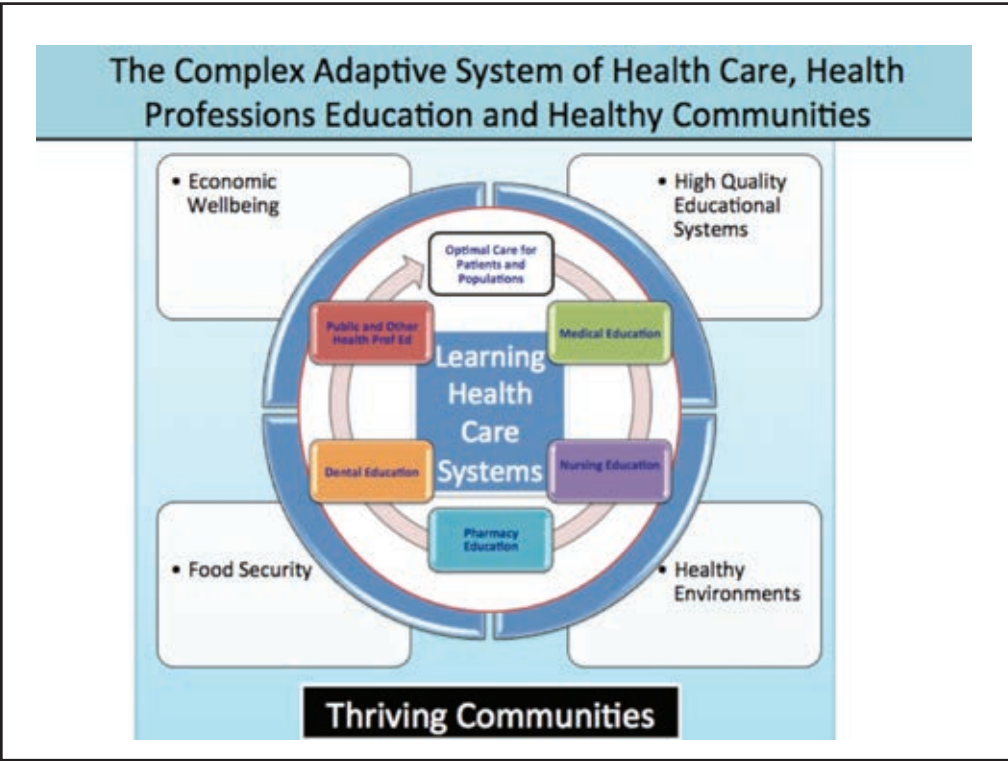 The Complex Adaptive System of Health Care, Health
Professions Education and Healthy Communities
• Economic
Wellbeing
• High Quality
Educational
Systems
Optimal Care for
Patients and
Populations
Public and Other
Health Prof Ed
Medical Education
Learning
Health
Care
Systems
Dental Education
Nursing Education
Pharmacy
Education
• Food Security
• Healthy
Environments
Thriving Communities